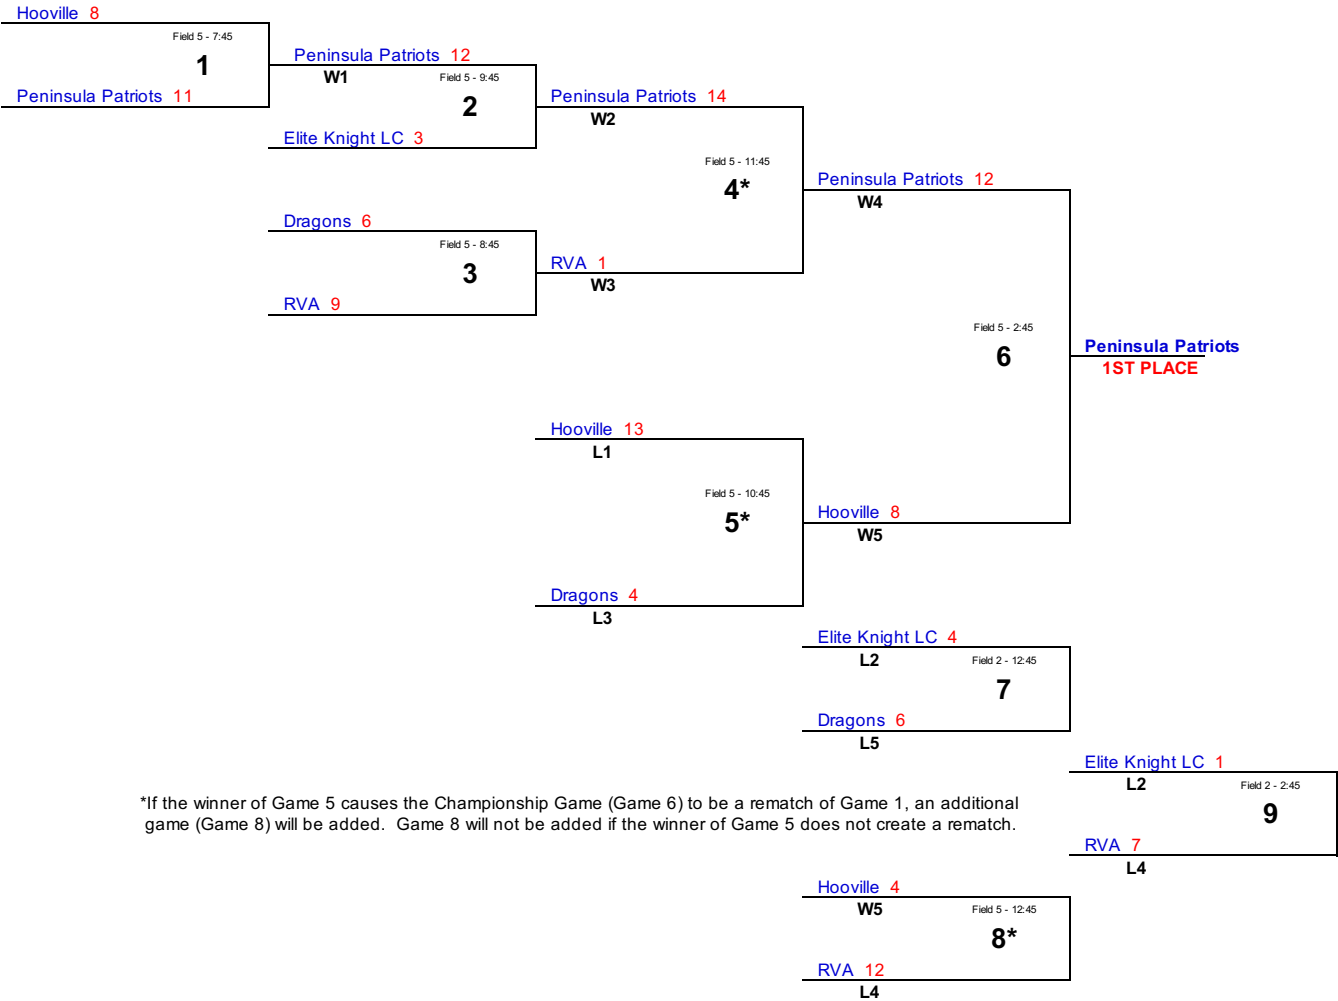 Hooville 8
Field 5 - 7:45
1
Peninsula Patriots 11
Peninsula Patriots 12
W1
Field 5 - 9:45
2
Elite Knight LC 3
Peninsula Patriots 14
W2
Field 5 - 11:45
4*
Dragons 6
Field 5 - 8:45
3
RVA 9
RVA 1
W3
Peninsula Patriots 12
W4
Field 5 - 2:45
6
Peninsula Patriots
1ST PLACE
Hooville 13
L1
Field 5 - 10:45
5*
Dragons 4
L3
Hooville 8
W5
Elite Knight LC 4
L2
Field 2 - 12:45
7
Dragons 6
L5
Elite Knight LC 1
L2
Field 2 - 2:45
9
RVA 7
L4
*If the winner of Game 5 causes the Championship Game (Game 6) to be a rematch of Game 1, an additional
game (Game 8) will be added. Game 8 will not be added if the winner of Game 5 does not create a rematch.
Hooville 4
W5
Field 5 - 12:45
8*
RVA 12
L4